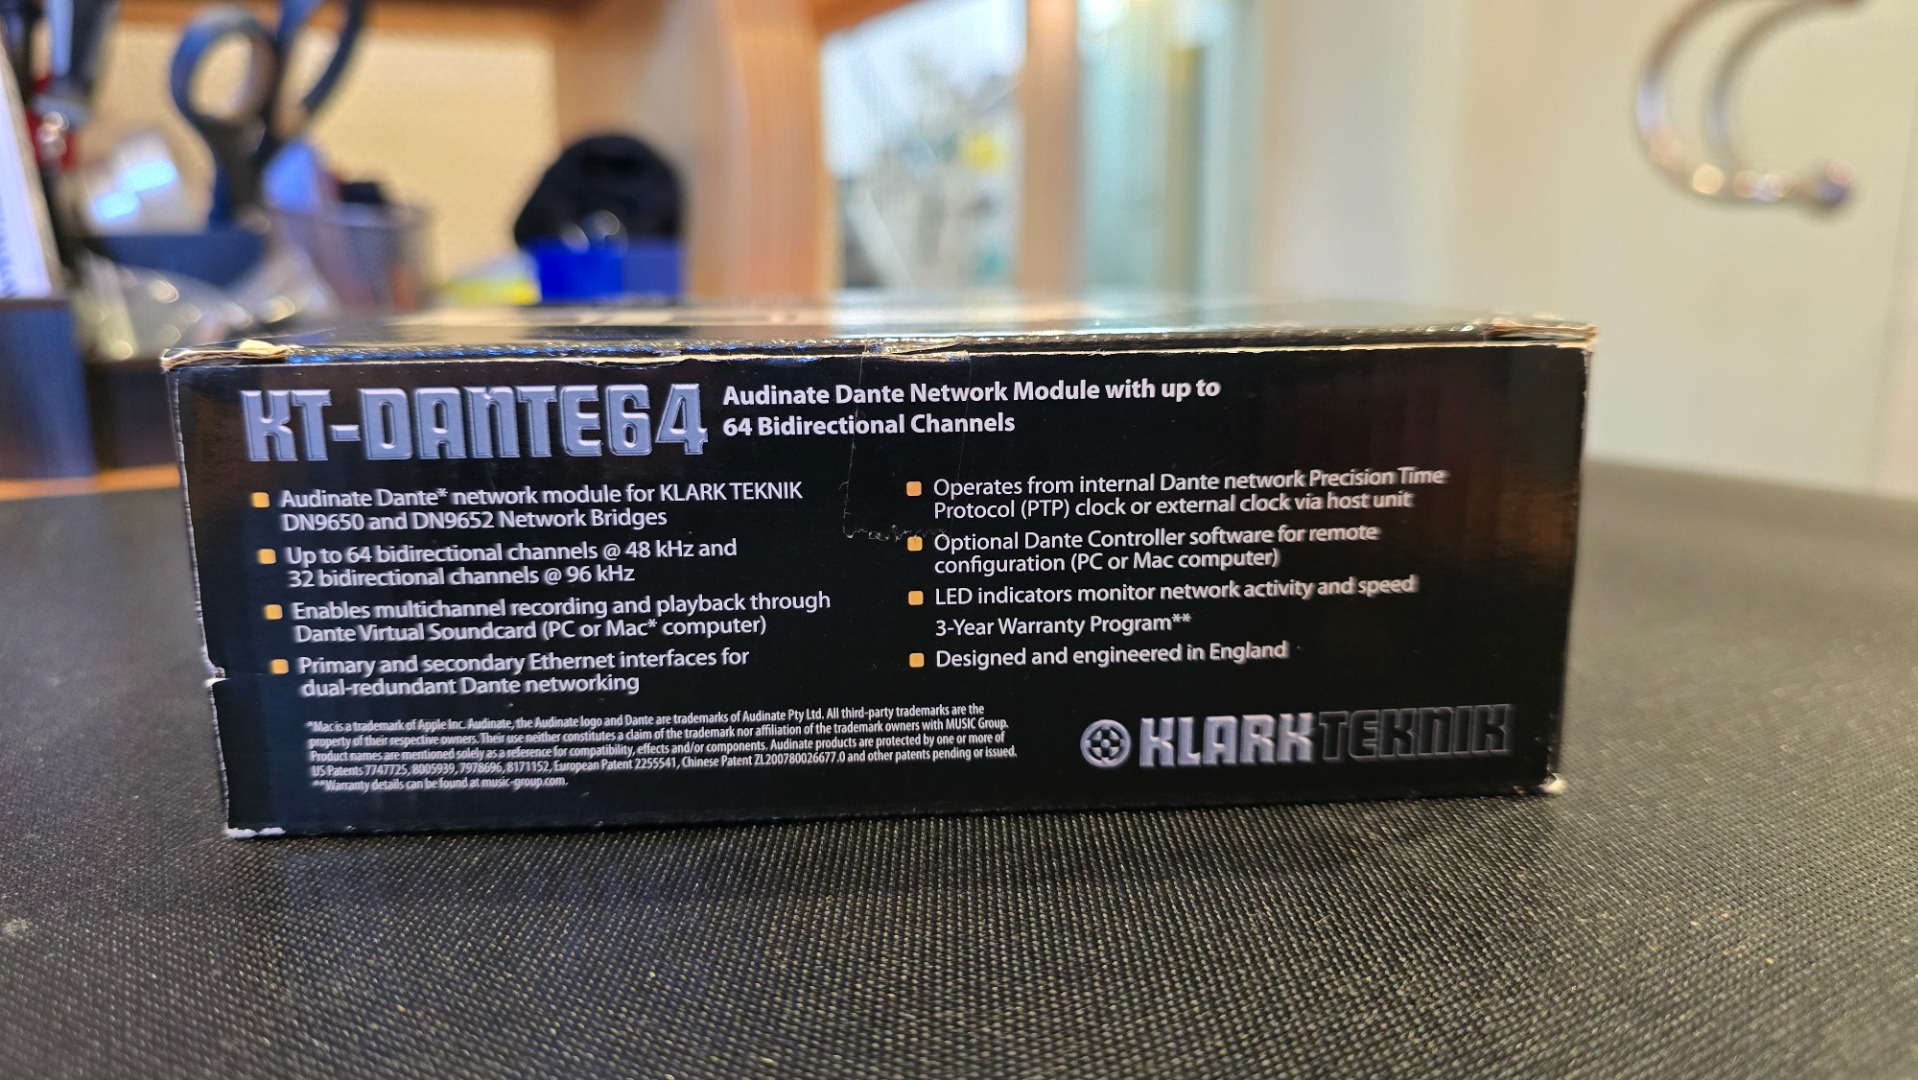 KT-DANTE64
Audinate Dante Network Module with up to
64 Bidirectional Channels
Audinate Dante* network module for KLARK TEKNIK
DN9650 and DN9652 Network Bridges
Up to 64 bidirectional channels @ 48 kHz and
32 bidirectional channels @ 96 kHz
Enables multichannel recording and playback through
Dante Virtual Soundcard (PC or Mac* computer)
Primary and secondary Ethernet interfaces for
dual-redundant Dante networking
Operates from internal Dante network Precision Time
Protocol (PTP) clock or external clock via host unit
Optional Dante Controller software for remote
configuration (PC or Mac computer)
LED indicators monitor network activity and speed
3-Year Warranty Program**
Designed and engineered in England
*Mac is a trademark of Apple Inc. Audinate, the Audinate logo and Dante are trademarks of Audinate Pty Ltd. All third-party trademarks are the
property of their respective owners. Their use neither constitutes a claim of the trademark nor affiliation of the trademark owners with MUSIC Group.
Product names are mentioned solely as a reference for compatibility, effects and/or components. Audinate products are protected by one or more of
US Patents 7747725, 8005939, 7978696, 8171152, European Patent 2255541, Chinese Patent ZL200780026677.0 and other patents pending or issued.
**Warranty details can be found at music-group.com.
KLARK TEKNIK